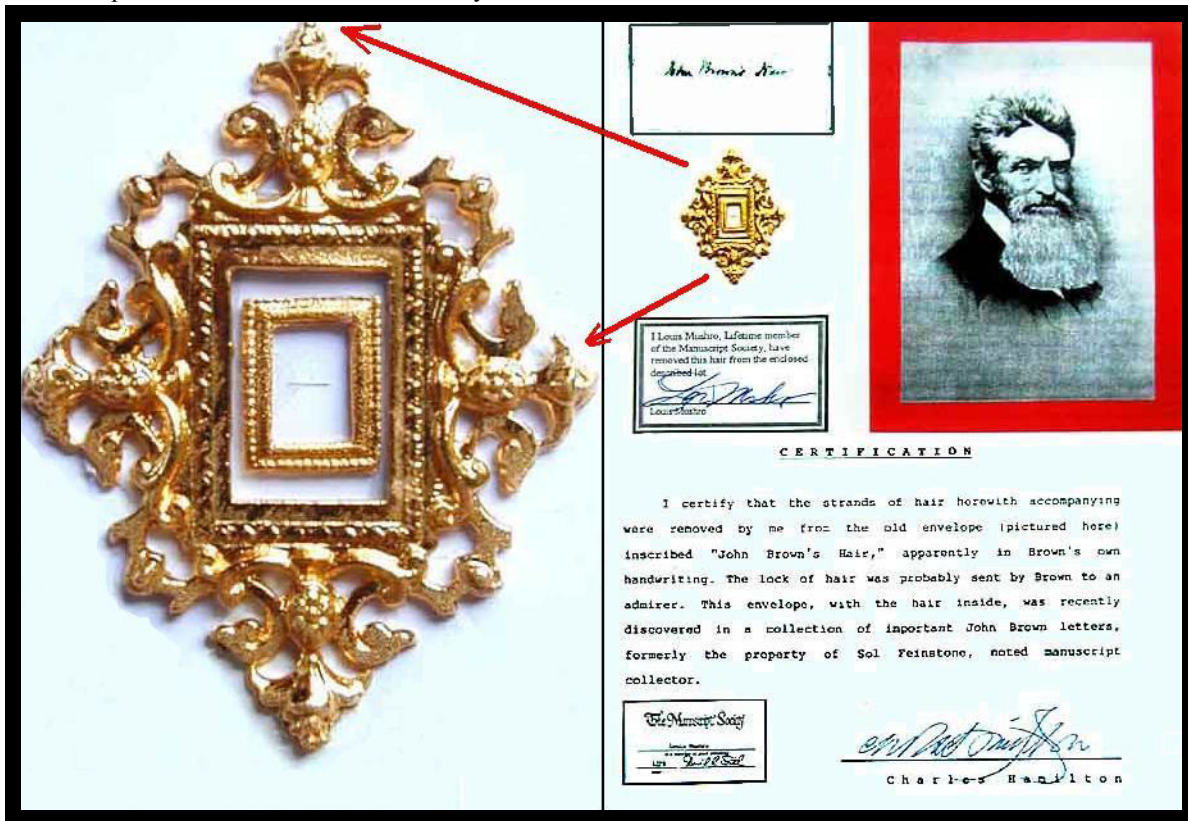 John Brown's Hair
I Louis Mushro, Lifetime member
of the Manuscript Society, have
removed this hair from the enclosed
described lot
Louis Mushro
CERTIFICATION
I certify that the strands of hair herewith accompanying
were removed by me from the old envelope (pictured here)
inscribed "John Brown's Hair," apparently in Brown's own
handwriting. The lock of hair was probably sent by Brown to an
admirer. This envelope, with the hair inside, was recently
discovered in a collection of important John Brown letters,
formerly the property of Sol Feinstone, noted manuscript
collector.
The Manuscript Society
Louis Mushro
LIFE
Charles Hamilton